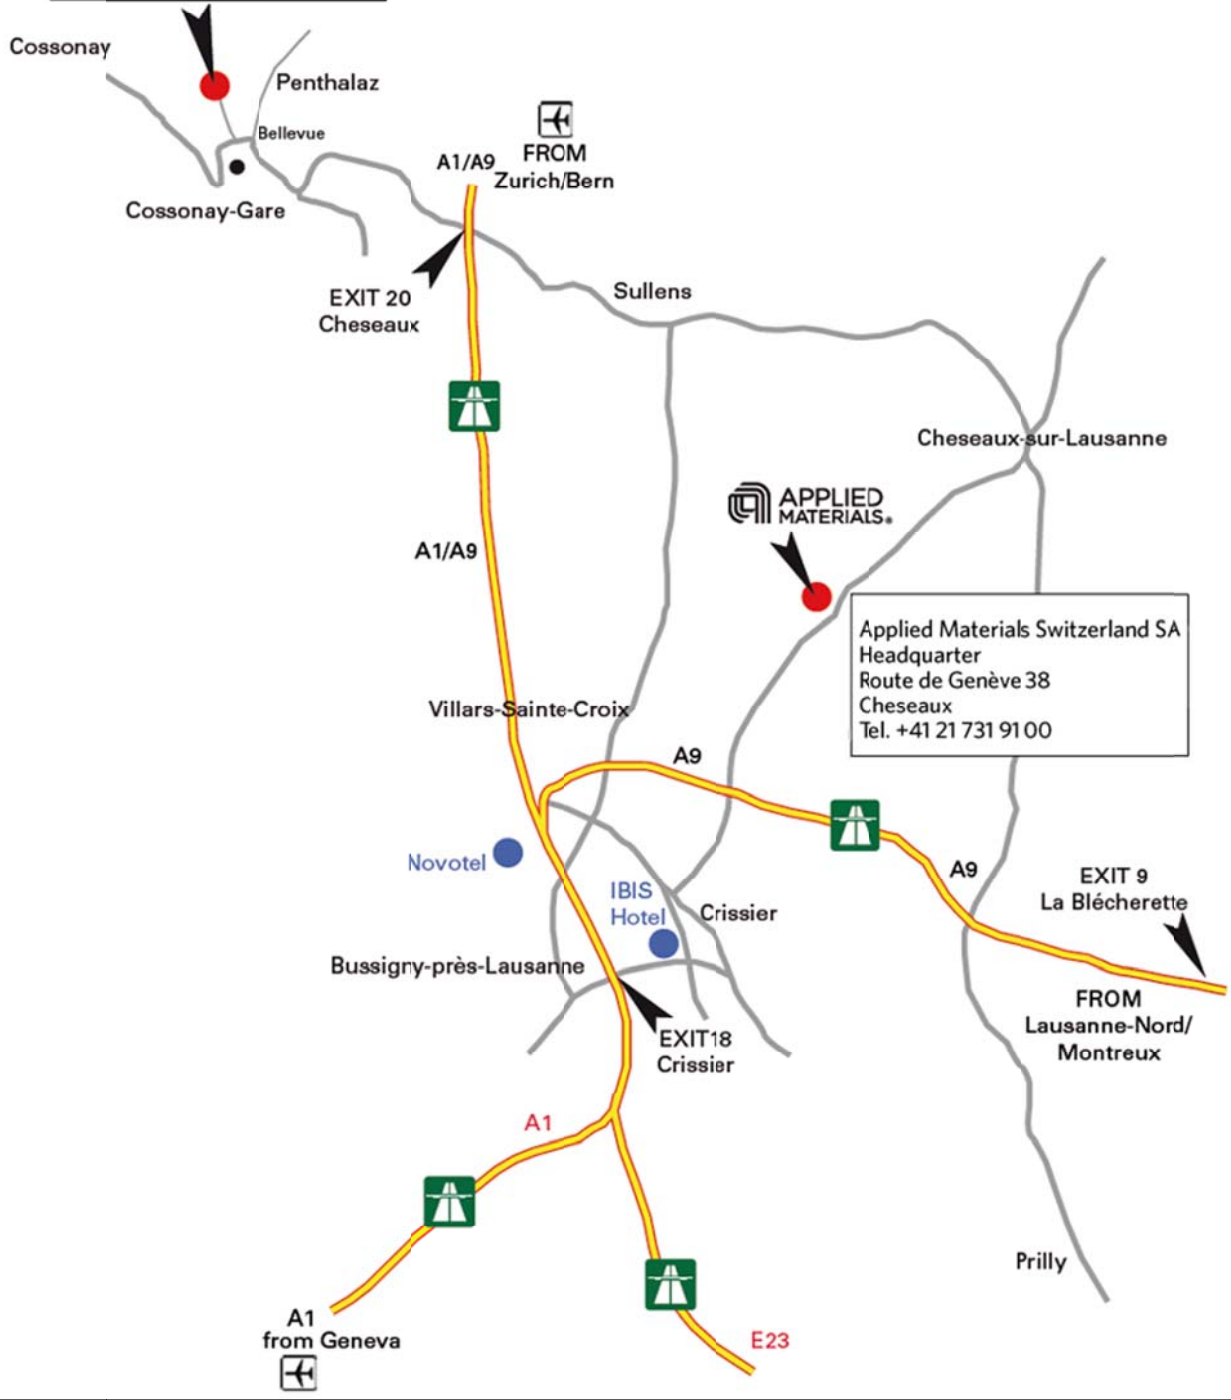 Cossonay
Penthalaz
Bellevue
Cossonay-Gare
A1/A9
FROM
Zurich/Bern
EXIT 20
Cheseaux
Sullens
Cheseaux-sur-Lausanne
APPLIED
MATERIALS®
A1/A9
Applied Materials Switzerland SA
Headquarter
Route de Genève 38
Cheseaux
Tel. +41 21 731 91 00
Villars-Sainte-Croix
A9
Novotel
IBIS
Hotel
Crissier
A9
EXIT 9
La Blécherette
Bussigny-près-Lausanne
FROM
Lausanne-Nord/
Montreux
EXIT18
Crissier
A1
Prilly
A1
from Geneva
E23